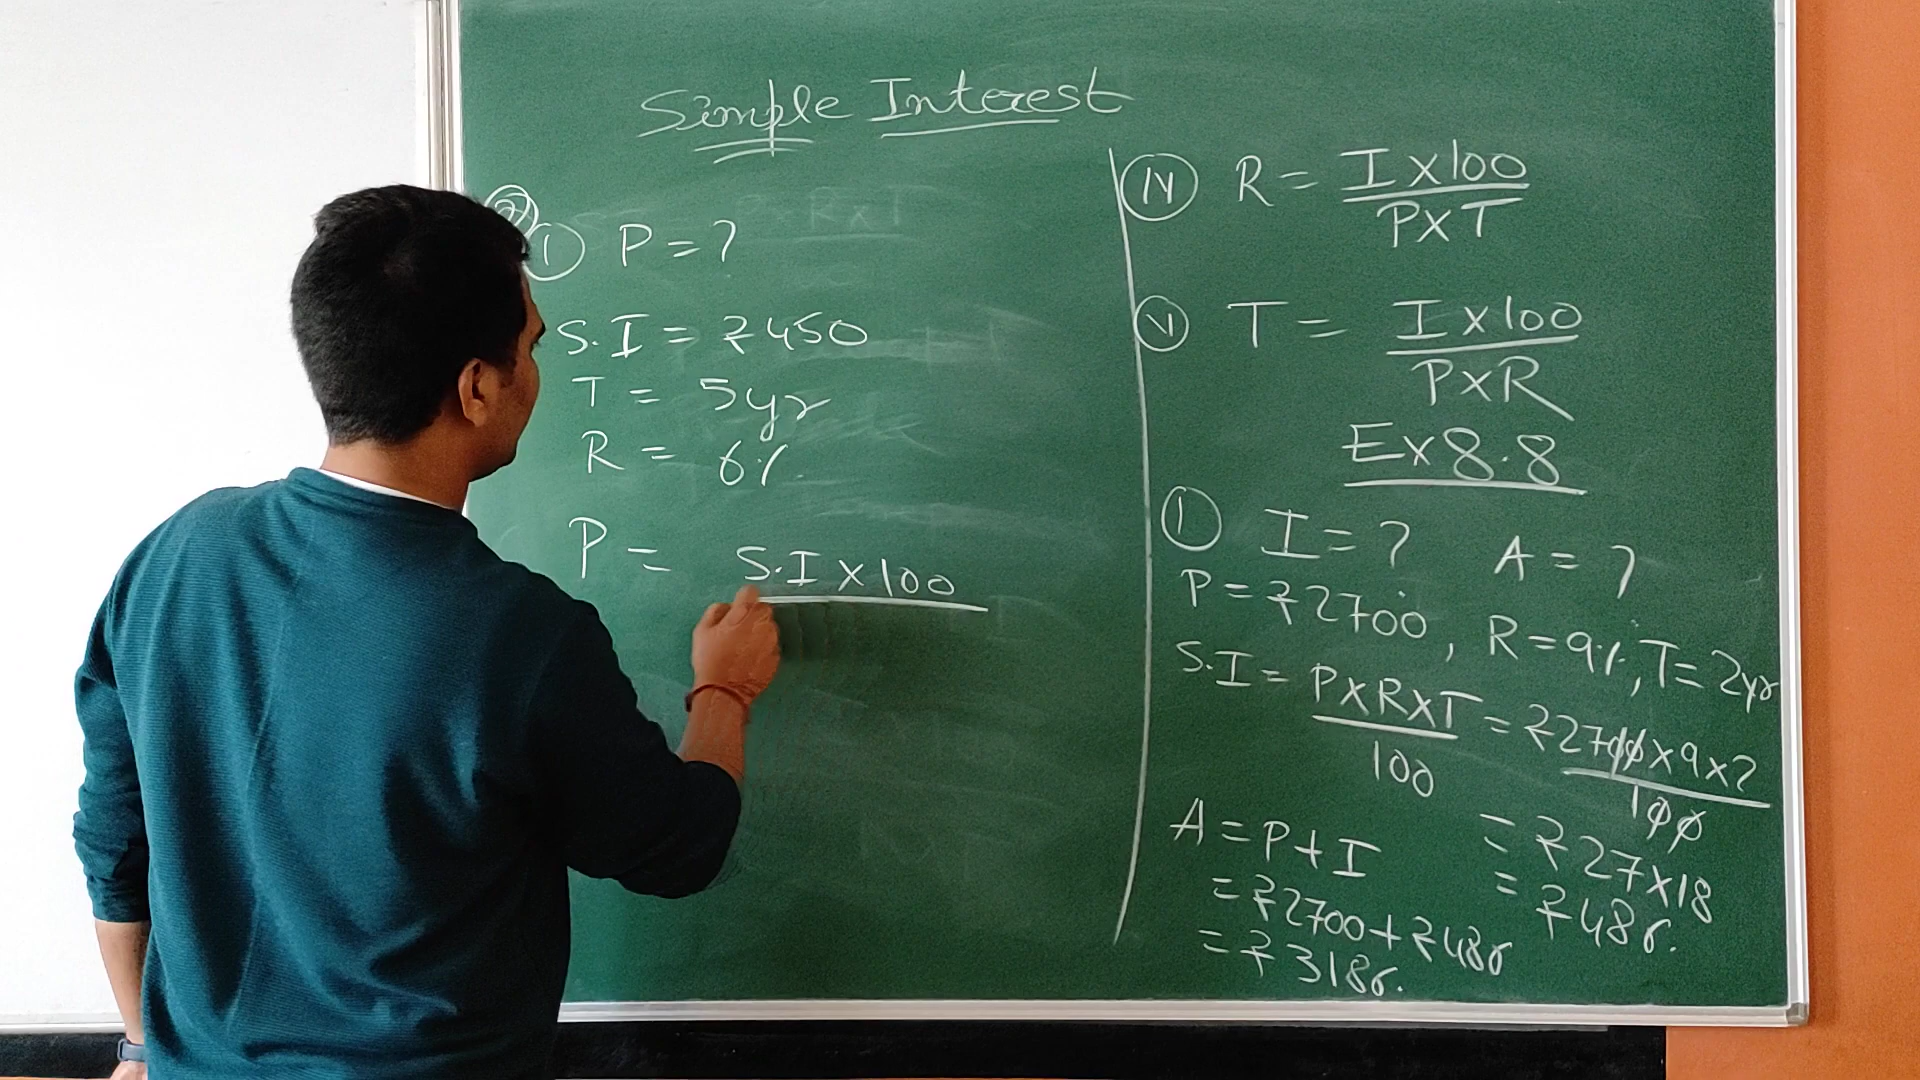 Simple Interest
(1) P = ?
S.I = ₹450
T = 5yr
R = 6%.
P = S.I x 100
(IV) R = I x 100
P x T
(V) T = I x 100
P x R
Ex 8.8
(1) I = ? A = ?
P = ₹2700, R = 9%, T = 2yr
S.I = P x R x T = ₹2700 x 9 x 2
100 100
= ₹27 x 18
= ₹486.
A = P + I
= ₹2700 + ₹486
= ₹3186.